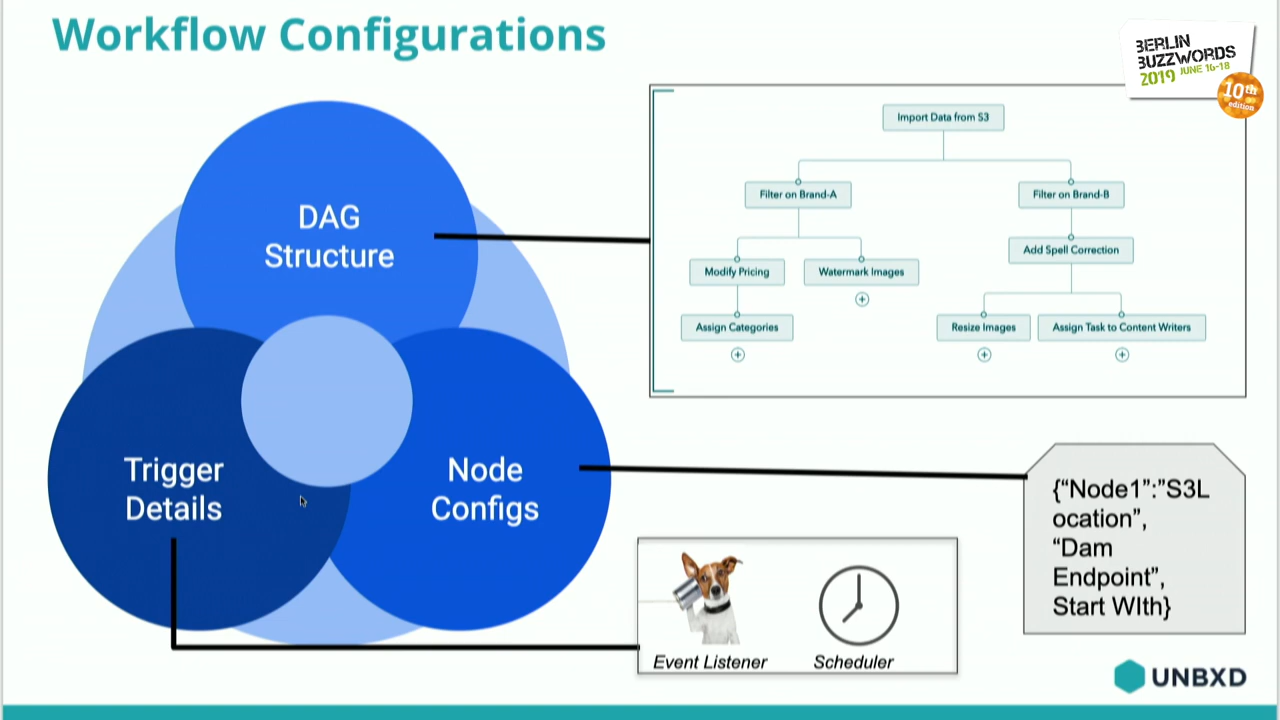 Workflow Configurations
BERLIN
BUZZWORDS
2019 JUNE 16-18
10th
edition
DAG
Structure
Trigger
Details
Node
Configs
Import Data from S3
Filter on Brand-A
Filter on Brand-B
Add Spell Correction
Modify Pricing
Watermark Images
Assign Categories
Resize Images
Assign Task to Content Writers
{“Node1”:”S3L
ocation”,
“Dam
Endpoint”,
Start WIth}
Event Listener
Scheduler
UNBXD